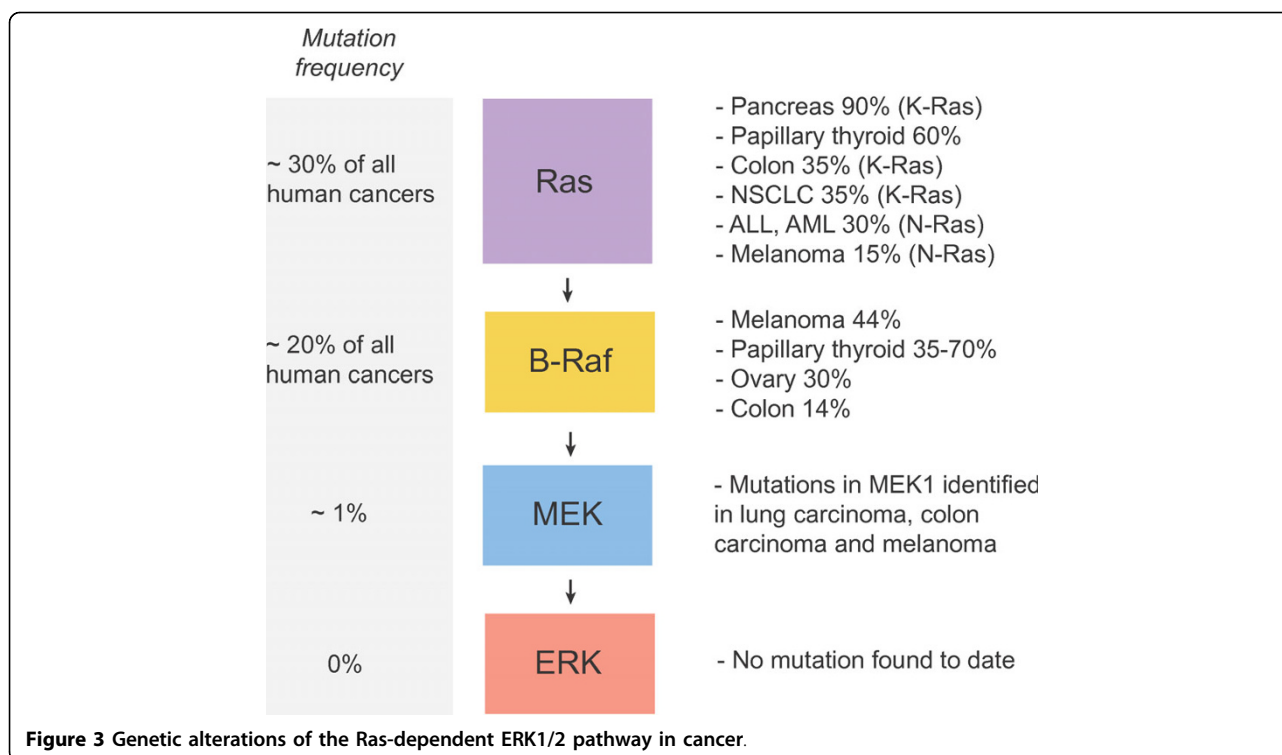 Mutation
frequency
~ 30% of all
human cancers
Ras
- Pancreas 90% (K-Ras)
- Papillary thyroid 60%
- Colon 35% (K-Ras)
- NSCLC 35% (K-Ras)
- ALL, AML 30% (N-Ras)
- Melanoma 15% (N-Ras)
~ 20% of all
human cancers
B-Raf
- Melanoma 44%
- Papillary thyroid 35-70%
- Ovary 30%
- Colon 14%
~ 1%
MEK
- Mutations in MEK1 identified
in lung carcinoma, colon
carcinoma and melanoma
0%
ERK
- No mutation found to date
Figure 3 Genetic alterations of the Ras-dependent ERK1/2 pathway in cancer.